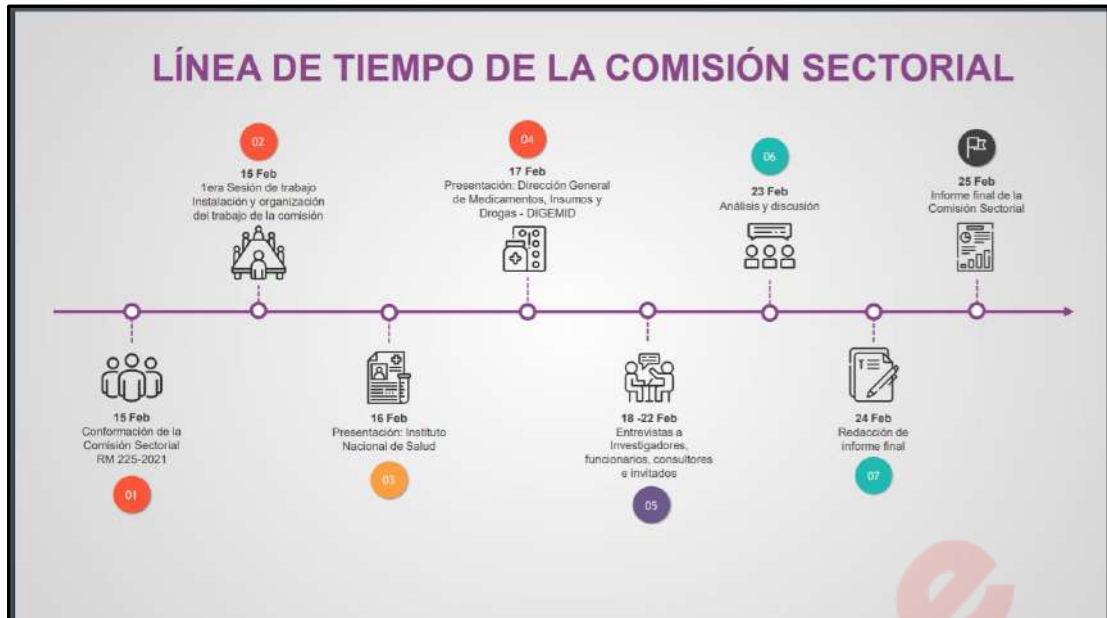 LÍNEA DE TIEMPO DE LA COMISIÓN SECTORIAL
01
15 Feb
Conformación de la
Comisión Sectorial
RM 225-2021
02
15 Feb
1era Sesión de trabajo
Instalación y organización
del trabajo de la comisión
03
16 Feb
Presentación: Instituto
Nacional de Salud
04
17 Feb
Presentación: Dirección General
de Medicamentos, Insumos y
Drogas - DIGEMID
05
18 -22 Feb
Entrevistas a
Investigadores,
funcionarios, consultores
e invitados
06
23 Feb
Análisis y discusión
07
24 Feb
Redacción de
informe final
25 Feb
Informe final de la
Comisión Sectorial